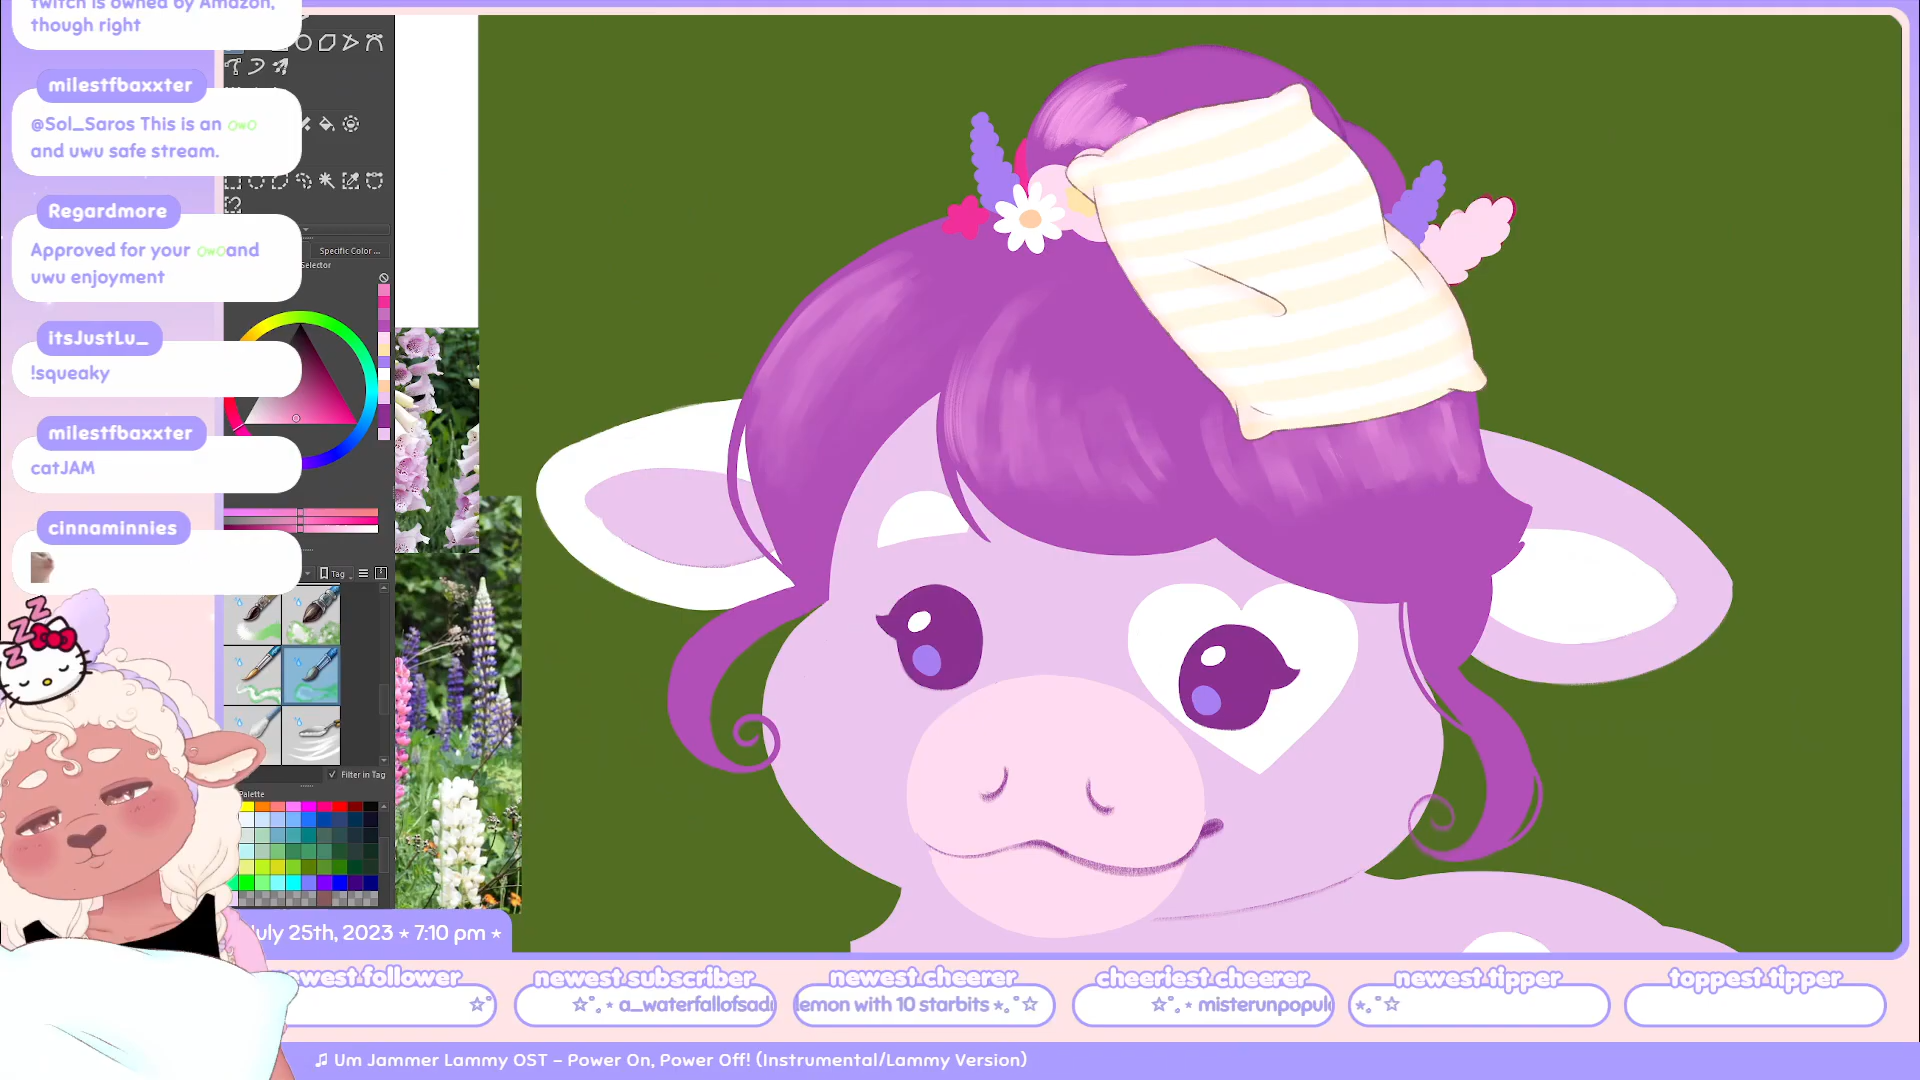 twitch is owned by Amazon,
though right
milestfbaxxter
@Sol_Saros This is an owo
and uwu safe stream.
Regardmore
Approved for your owo and
uwu enjoyment
itsJustLu_
!squeaky
milestfbaxxter
catJAM
cinnaminnies
Specific Color ...
Selector
Tag
Filter in Tag
Palette
July 25th, 2023 ⋆ 7:10 pm ⋆
Z Z Z
newest follower
newest subscriber
newest cheerer
cheeriest cheerer
newest tipper
toppest tipper
☆˚
☆˚｡⋆ a_waterfallofsad
lemon with 10 starbits ⋆｡˚☆
☆˚｡⋆ misterunpopul
⋆｡˚☆
♫ Um Jammer Lammy OST - Power On, Power Off! (Instrumental/Lammy Version)